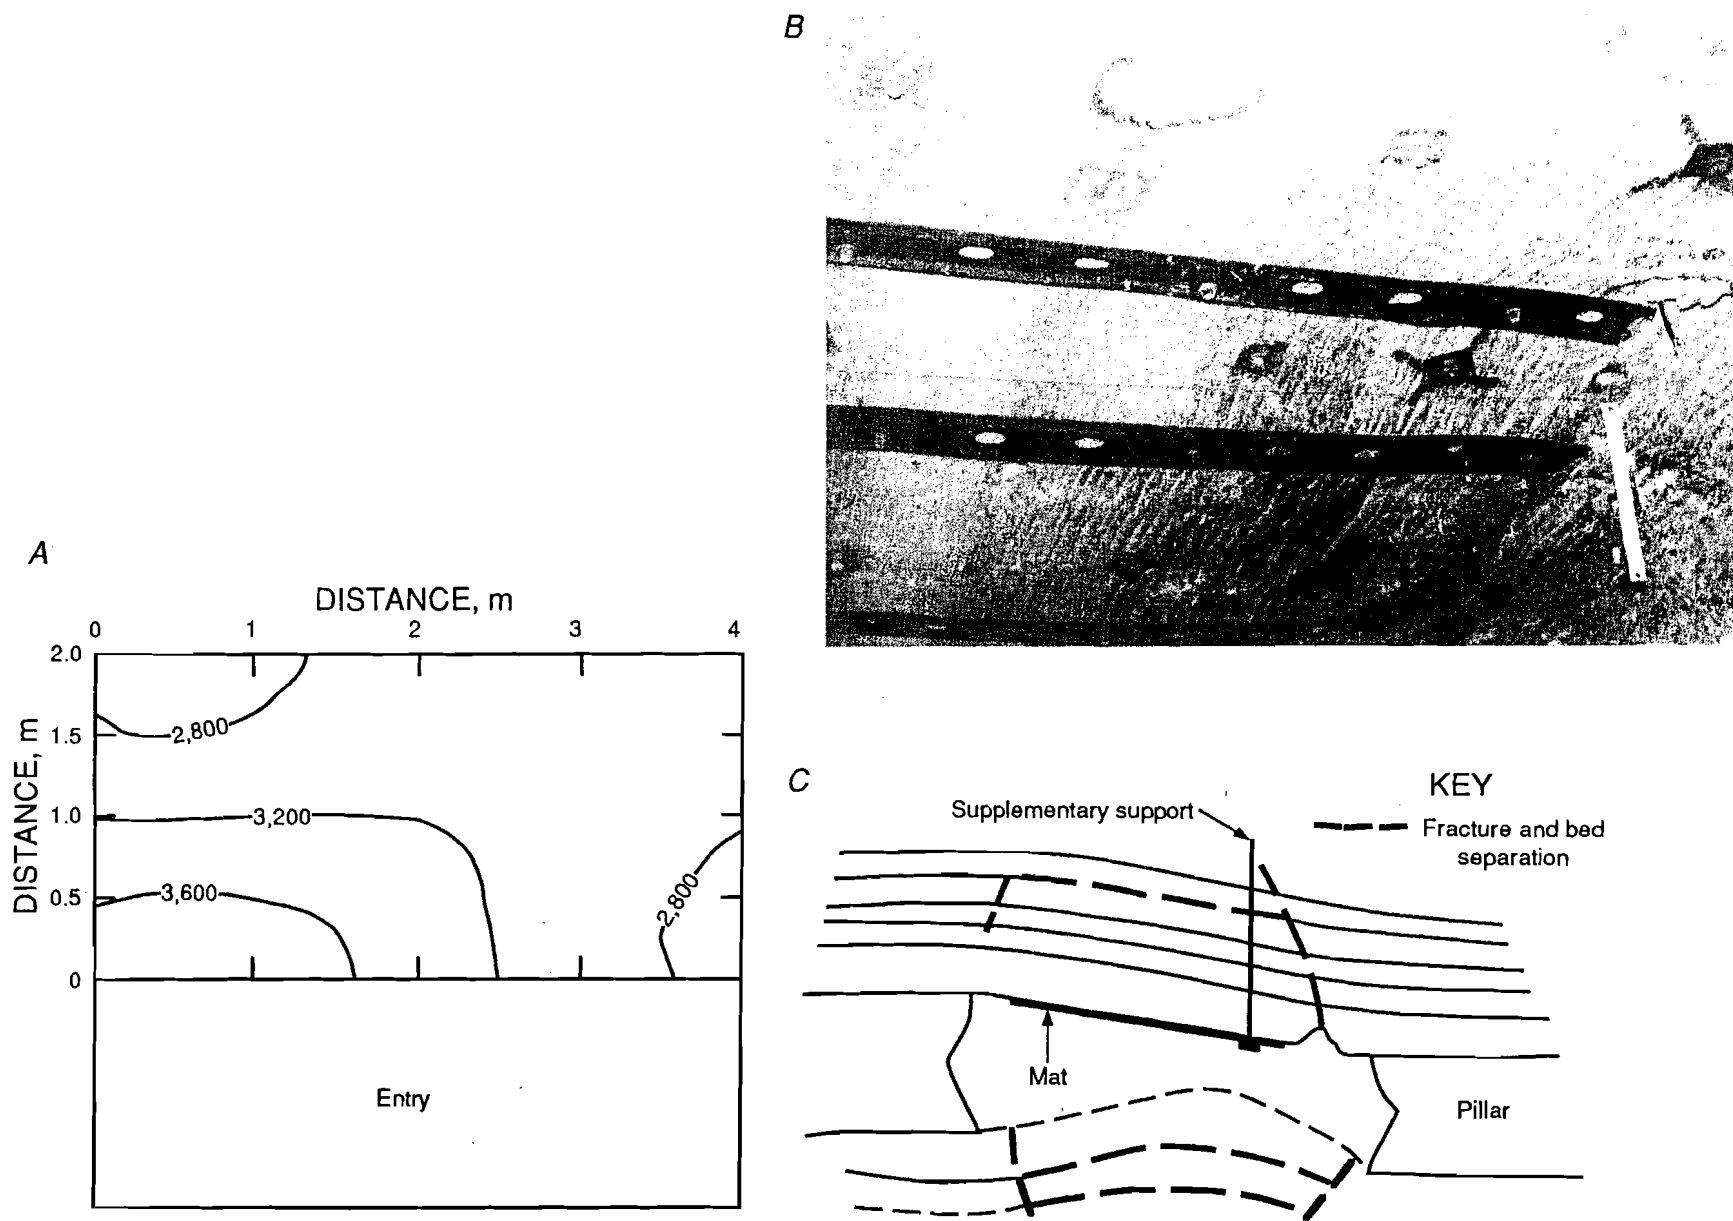 B
A
DISTANCE, m
0 1 2 3 4
DISTANCE, m
2.0
1.5
1.0
0.5
0
2,800
3,200
3,600
2,800
Entry
C
KEY
Supplementary support
Fracture and bed
separation
Mat
Pillar